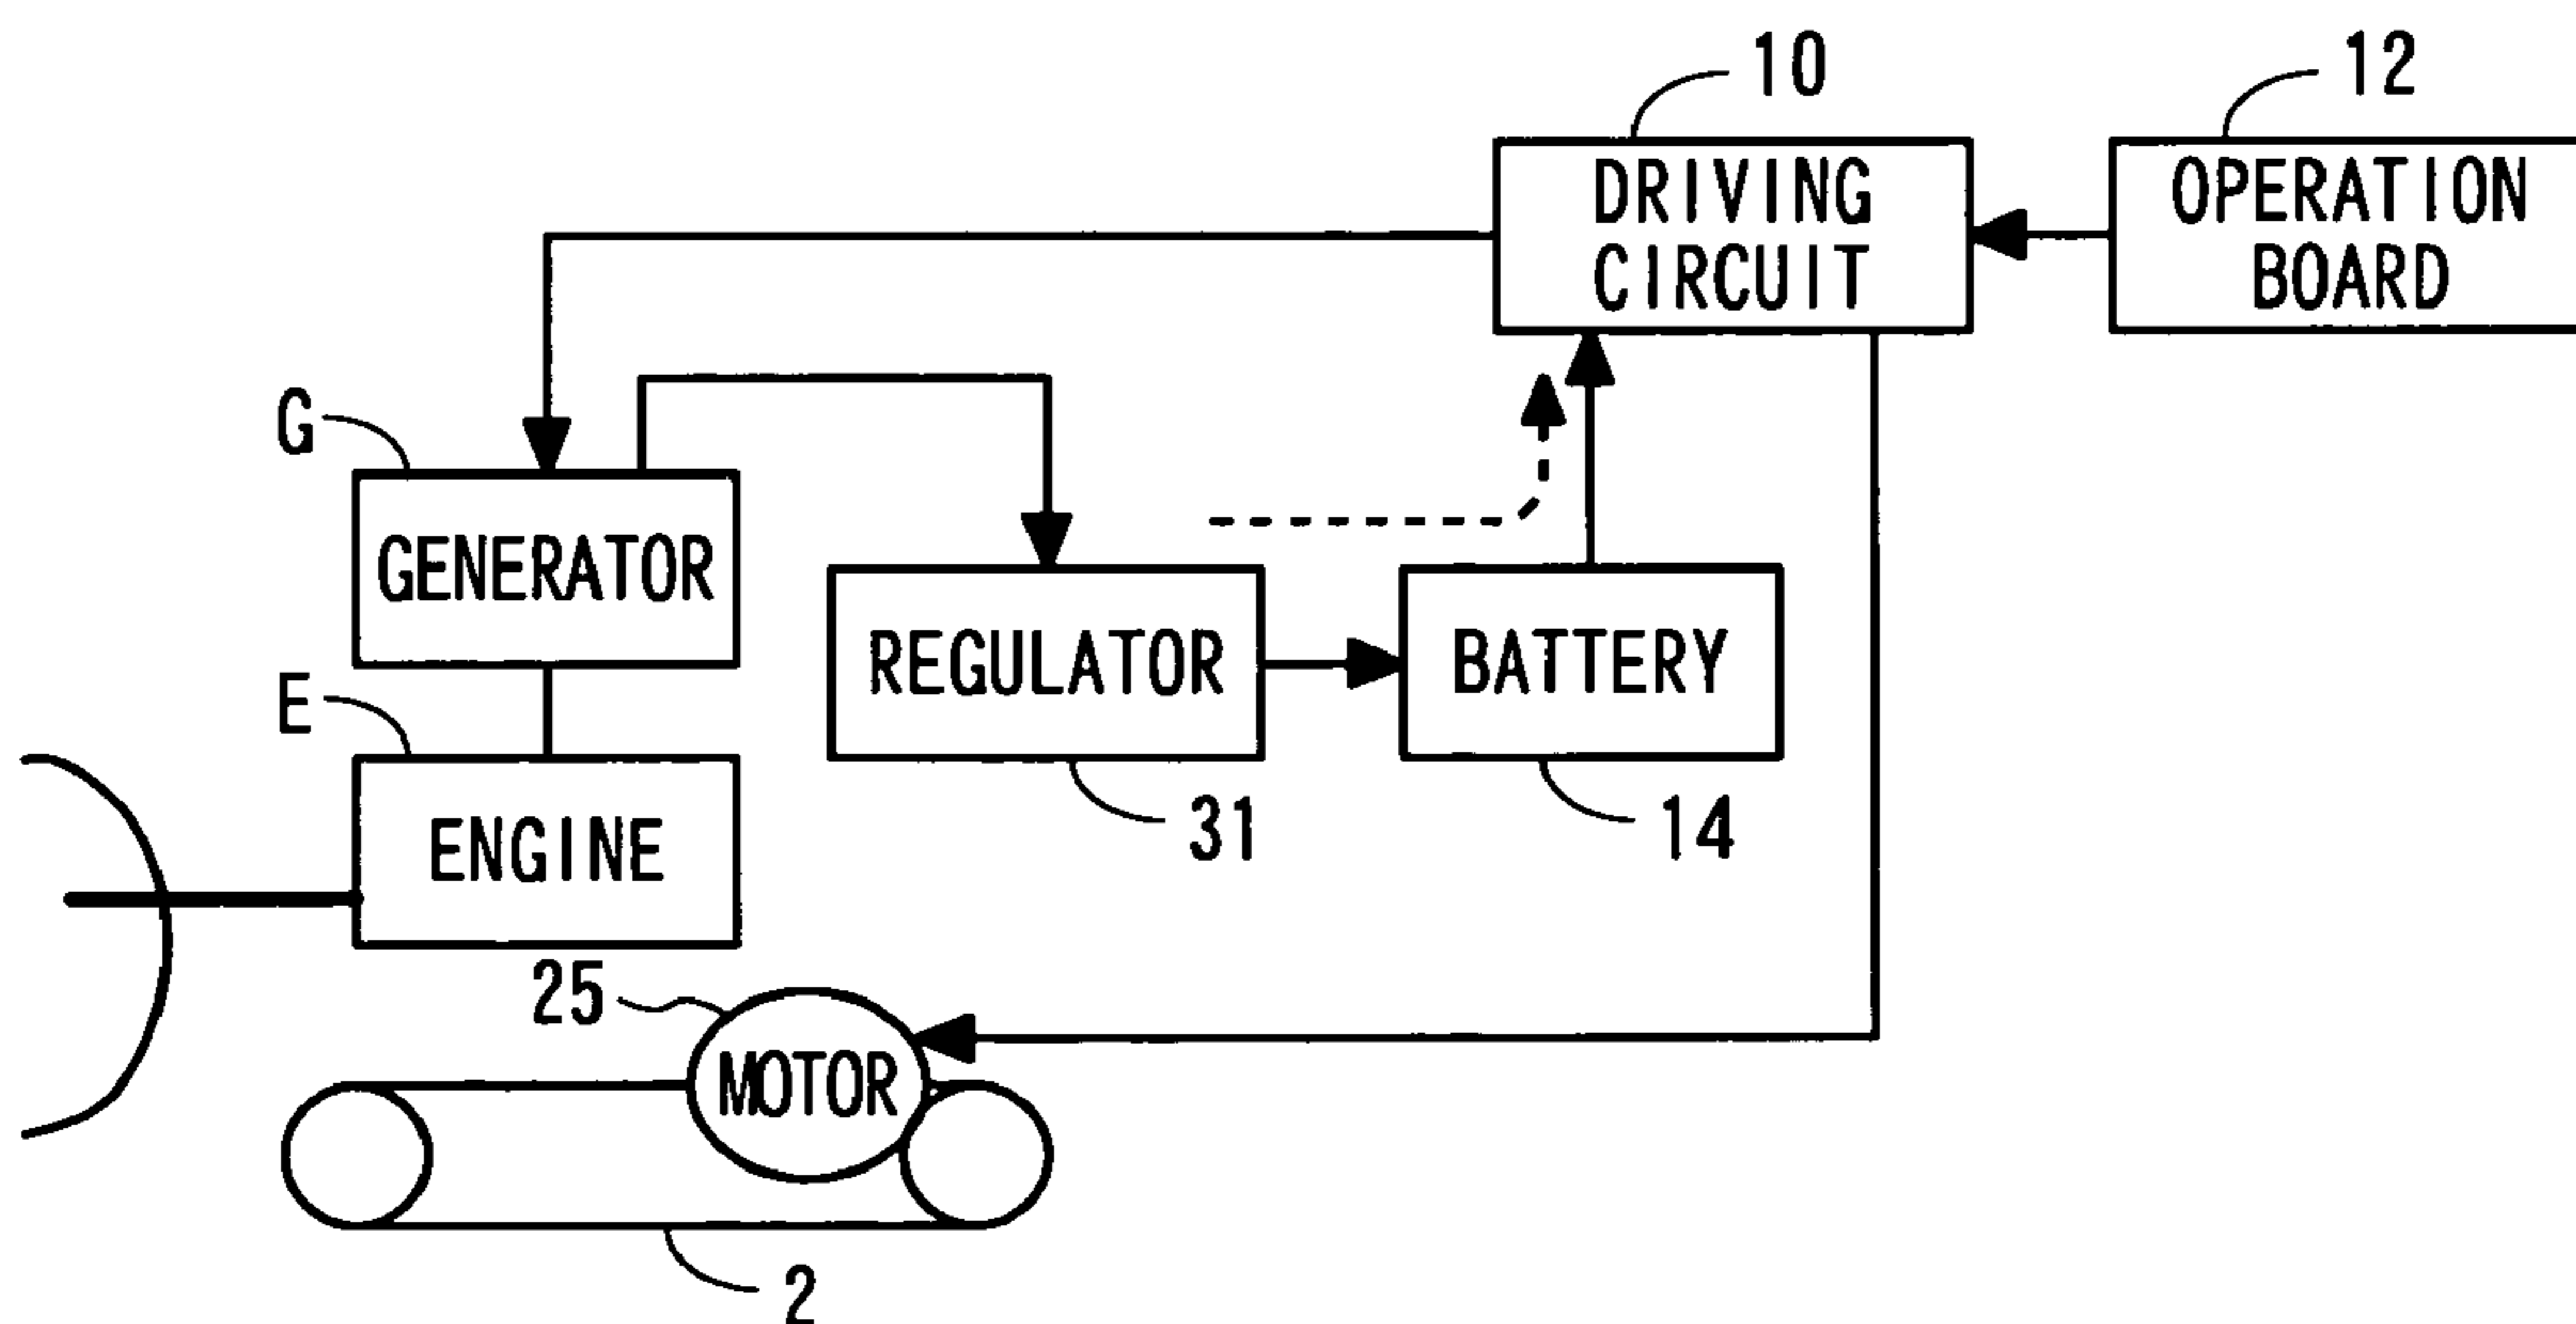 10
12
DRIVING
CIRCUIT
OPERATION
BOARD
G
GENERATOR
REGULATOR
BATTERY
E
ENGINE
31
14
25
MOTOR
2